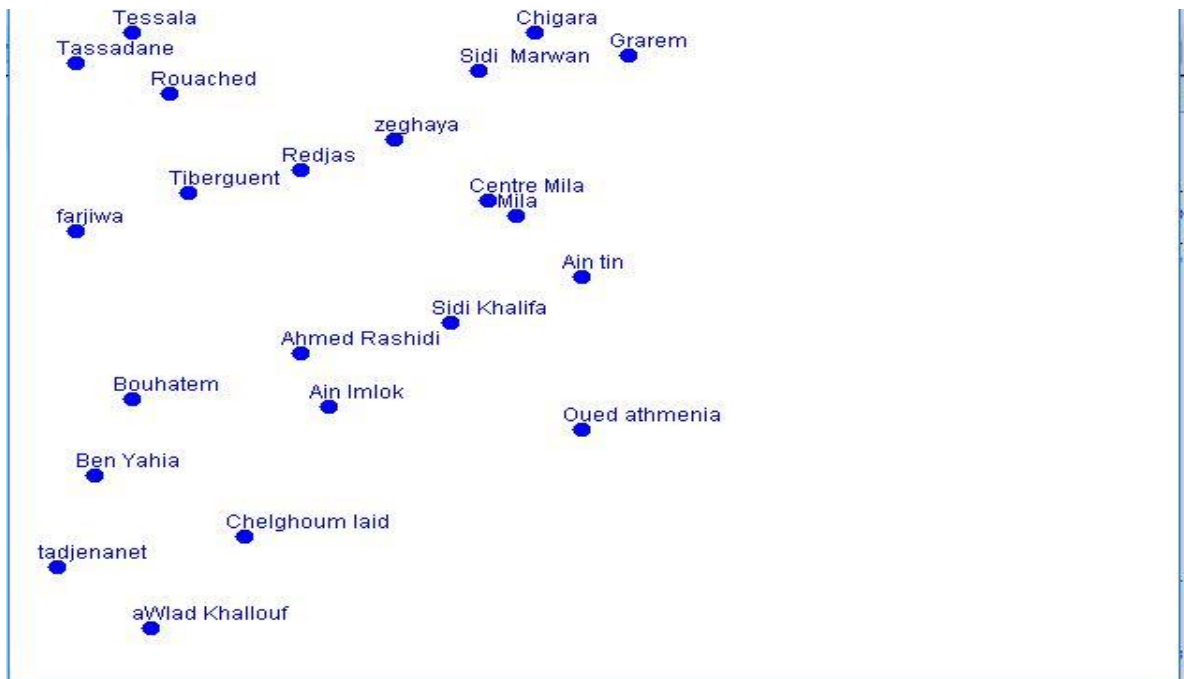 Tessala
Chigara
Grarem
Tassadane
Sidi Marwan
Rouached
zeghaya
Redjas
Tiberguent
Centre Mila
Mila
farjiwa
Ain tin
Sidi Khalifa
Ahmed Rashidi
Bouhatem
Ain Imlok
Oued athmenia
Ben Yahia
Chelghoum laid
tadjenanet
aWlad Khallouf